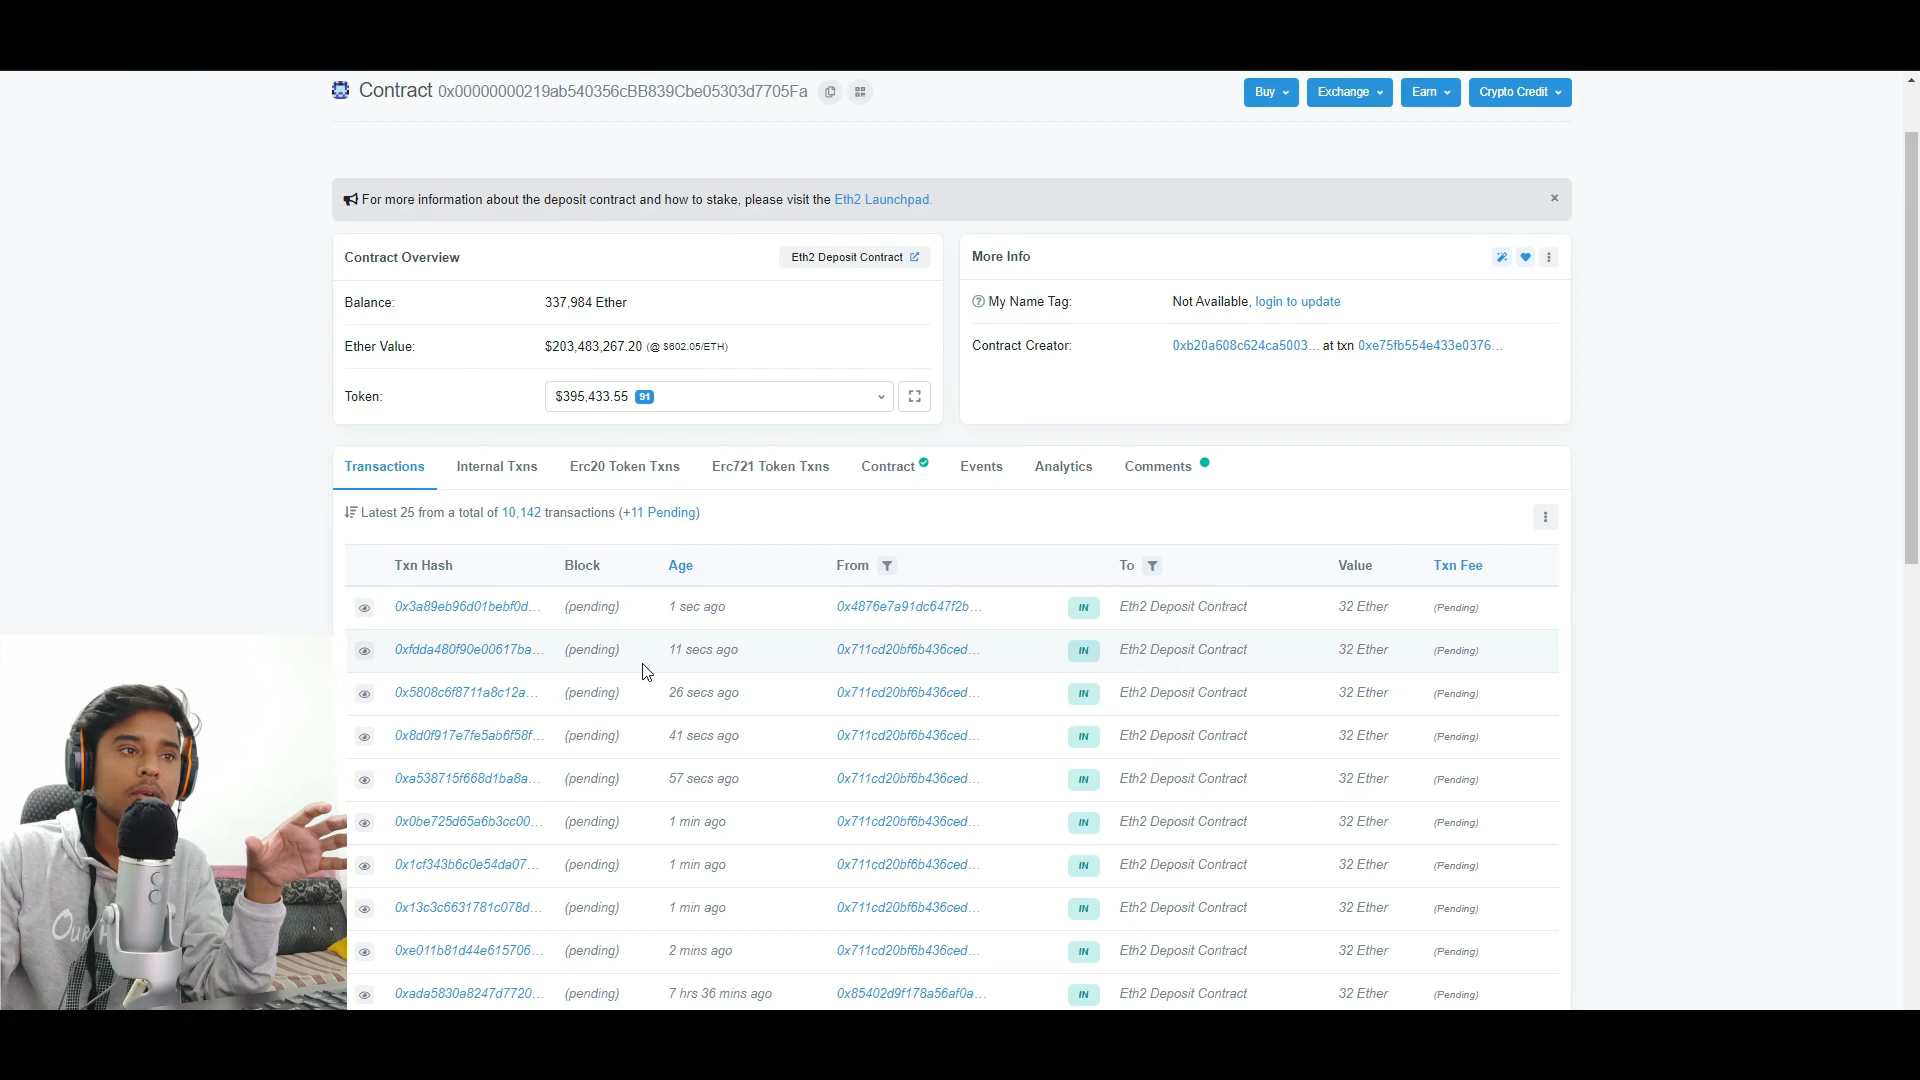 Contract 0x00000000219ab540356cBB839Cbe05303d7705Fa
Buy Exchange Earn Crypto Credit
For more information about the deposit contract and how to stake, please visit the Eth2 Launchpad.
Contract Overview Eth2 Deposit Contract
Balance: 337,984 Ether
Ether Value: $203,483,267.20 (@ $602.05/ETH)
Token: $395,433.55 91
More Info
My Name Tag: Not Available, login to update
Contract Creator: 0xb20a608c624ca5003... at txn 0xe75fb554e433e0376...
Transactions Internal Txns Erc20 Token Txns Erc721 Token Txns Contract Events Analytics Comments
Latest 25 from a total of 10,142 transactions (+11 Pending)
Txn Hash Block Age From To Value Txn Fee
0x3a89eb96d01bebf0d... (pending) 1 sec ago 0x4876e7a91dc647f2b... IN Eth2 Deposit Contract 32 Ether (Pending)
0xfdda480f90e00617ba... (pending) 11 secs ago 0x711cd20bf6b436ced... IN Eth2 Deposit Contract 32 Ether (Pending)
0x5808c6f8711a8c12a... (pending) 26 secs ago 0x711cd20bf6b436ced... IN Eth2 Deposit Contract 32 Ether (Pending)
0x8d0f917e7fe5ab6f58f... (pending) 41 secs ago 0x711cd20bf6b436ced... IN Eth2 Deposit Contract 32 Ether (Pending)
0xa538715f668d1ba8a... (pending) 57 secs ago 0x711cd20bf6b436ced... IN Eth2 Deposit Contract 32 Ether (Pending)
0x0be725d65a6b3cc00... (pending) 1 min ago 0x711cd20bf6b436ced... IN Eth2 Deposit Contract 32 Ether (Pending)
0x1cf343b6c0e54da07... (pending) 1 min ago 0x711cd20bf6b436ced... IN Eth2 Deposit Contract 32 Ether (Pending)
0x13c3c6631781c078d... (pending) 1 min ago 0x711cd20bf6b436ced... IN Eth2 Deposit Contract 32 Ether (Pending)
0xe011b81d44e615706... (pending) 2 mins ago 0x711cd20bf6b436ced... IN Eth2 Deposit Contract 32 Ether (Pending)
0xada5830a8247d7720... (pending) 7 hrs 36 mins ago 0x85402d9f178a56af0a... IN Eth2 Deposit Contract 32 Ether (Pending)